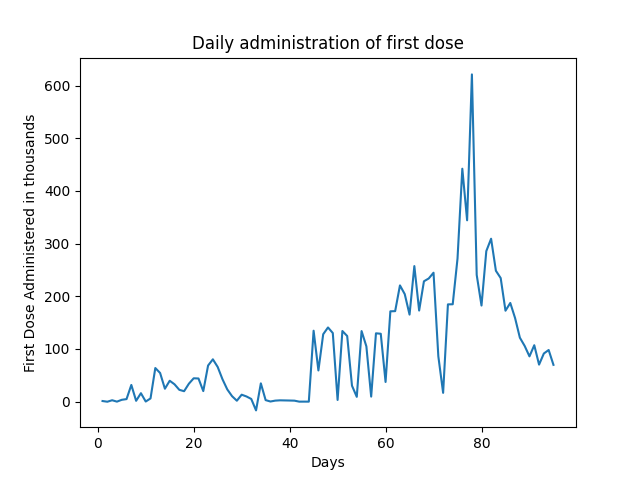 Daily administration of first dose
First Dose Administered in thousands
600
500
400
300
200
100
0
0 20 40 60 80
Days